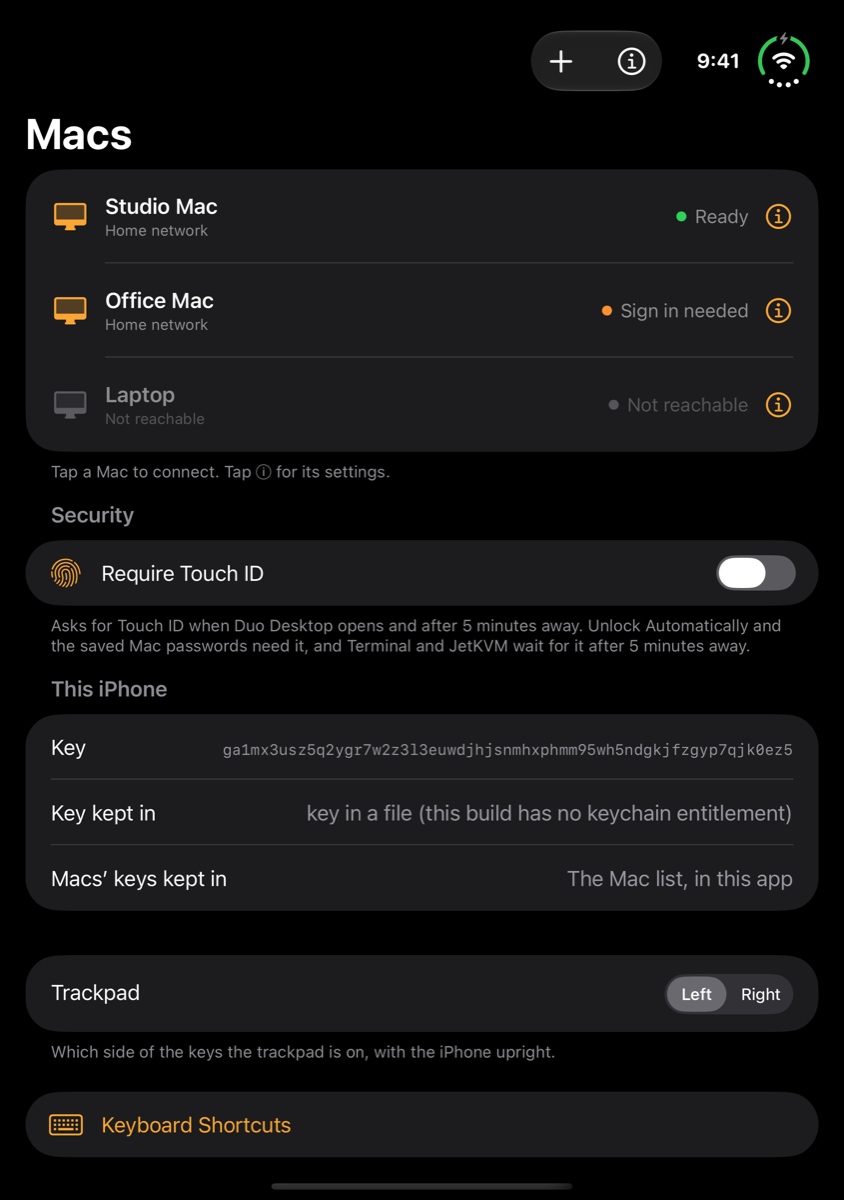 9:41
Macs
Studio Mac
Home network
Ready
Office Mac
Home network
Sign in needed
Laptop
Not reachable
Not reachable
Tap a Mac to connect. Tap ⓘ for its settings.
Security
Require Touch ID
Asks for Touch ID when Duo Desktop opens and after 5 minutes away. Unlock Automatically and
the saved Mac passwords need it, and Terminal and JetKVM wait for it after 5 minutes away.
This iPhone
Key
ga1mx3usz5q2ygr7w2z3l3euwdjhjsnmhxphmm95wh5ndgkjfzgyp7qjk0ez5
Key kept in
key in a file (this build has no keychain entitlement)
Macs’ keys kept in
The Mac list, in this app
Trackpad
Left
Right
Which side of the keys the trackpad is on, with the iPhone upright.
Keyboard Shortcuts